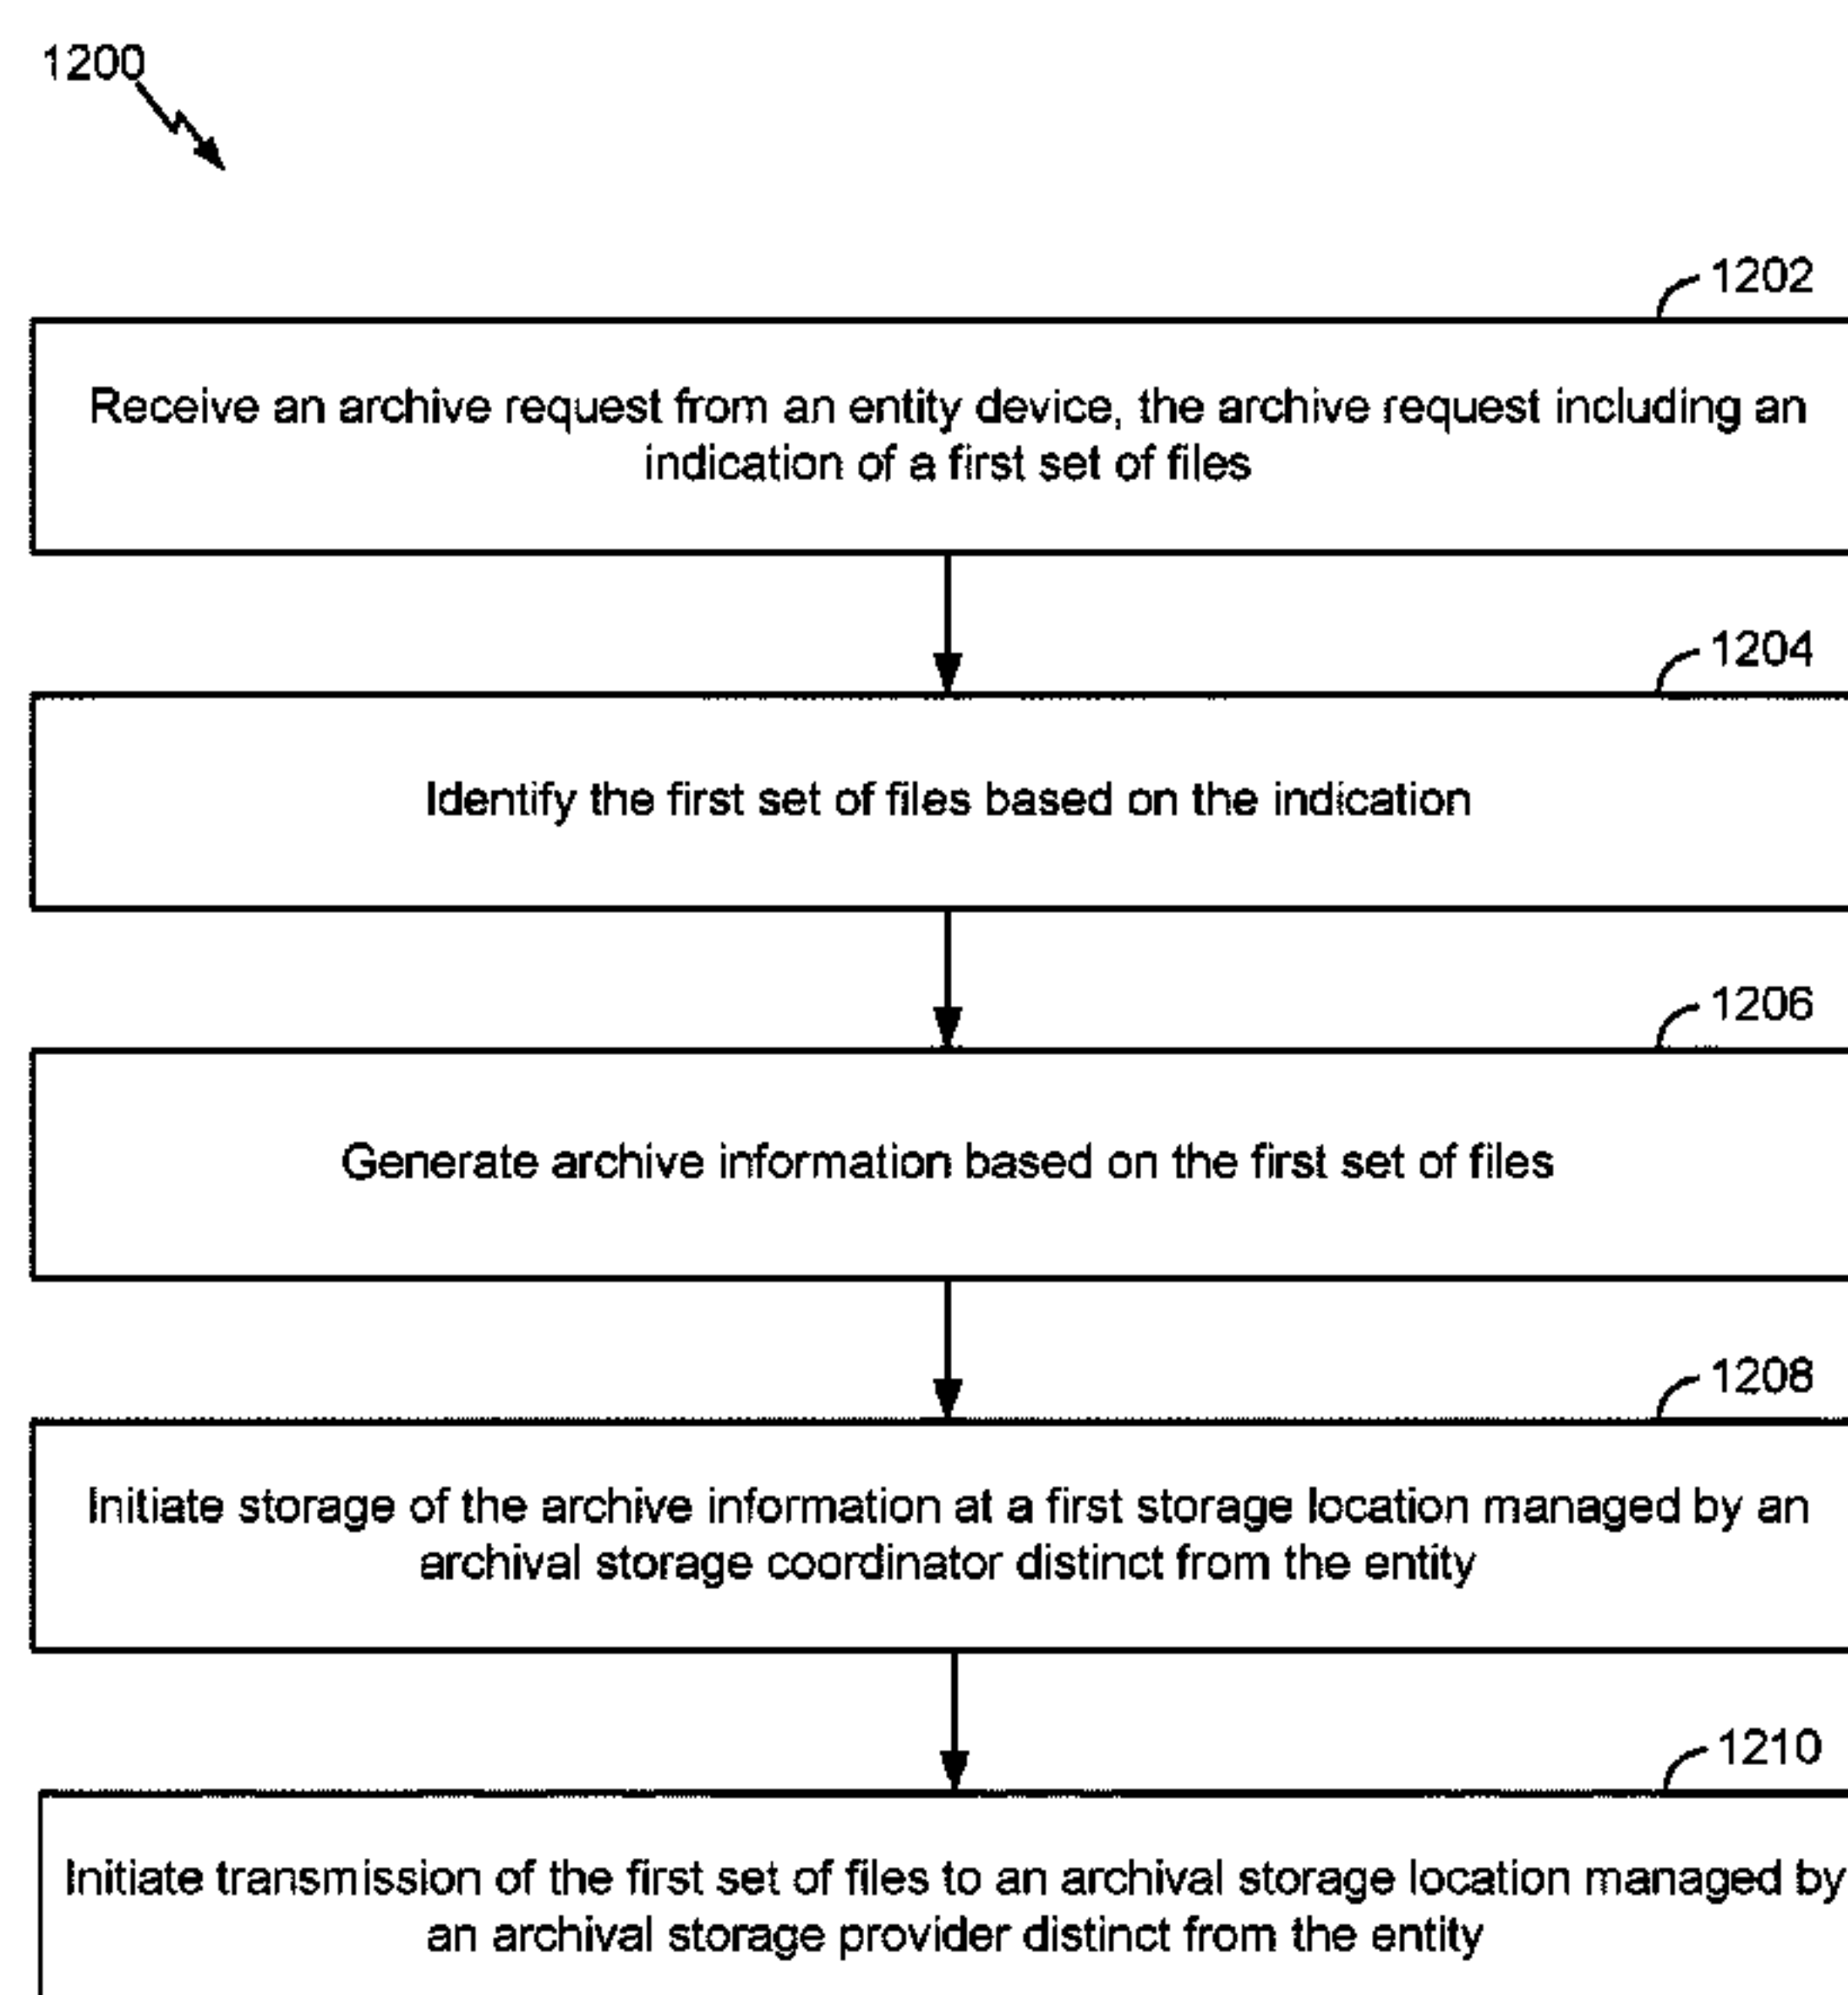 1200
1202
Receive an archive request from an entity device, the archive request including an
indication of a first set of files
1204
Identify the first set of files based on the indication
1206
Generate archive information based on the first set of files
1208
Initiate storage of the archive information at a first storage location managed by an
archival storage coordinator distinct from the entity
1210
Initiate transmission of the first set of files to an archival storage location managed by
an archival storage provider distinct from the entity